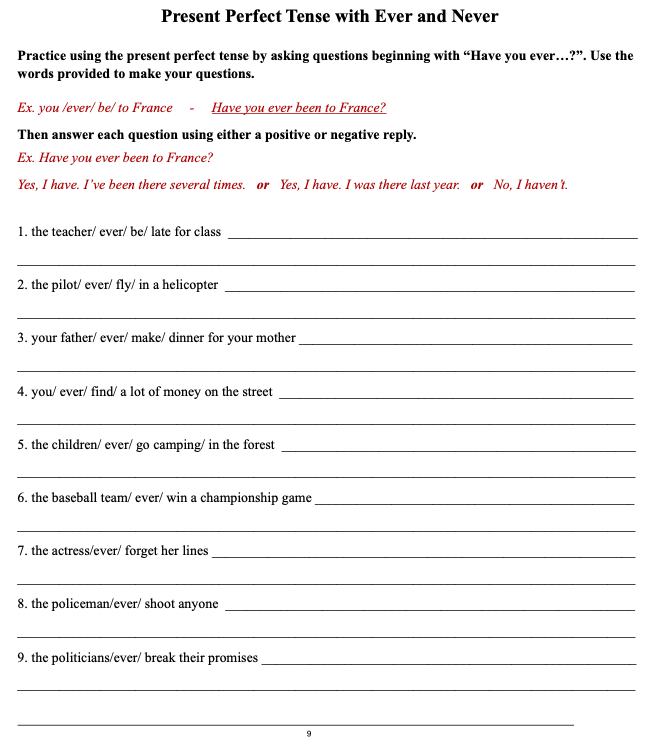 Present Perfect Tense with Ever and Never
Practice using the present perfect tense by asking questions beginning with “Have you ever…?”. Use the
words provided to make your questions.
Ex. you /ever/ be/ to France - Have you ever been to France?
Then answer each question using either a positive or negative reply.
Ex. Have you ever been to France?
Yes, I have. I’ve been there several times. or Yes, I have. I was there last year. or No, I haven’t.
1. the teacher/ ever/ be/ late for class
2. the pilot/ ever/ fly/ in a helicopter
3. your father/ ever/ make/ dinner for your mother
4. you/ ever/ find/ a lot of money on the street
5. the children/ ever/ go camping/ in the forest
6. the baseball team/ ever/ win a championship game
7. the actress/ever/ forget her lines
8. the policeman/ever/ shoot anyone
9. the politicians/ever/ break their promises
9